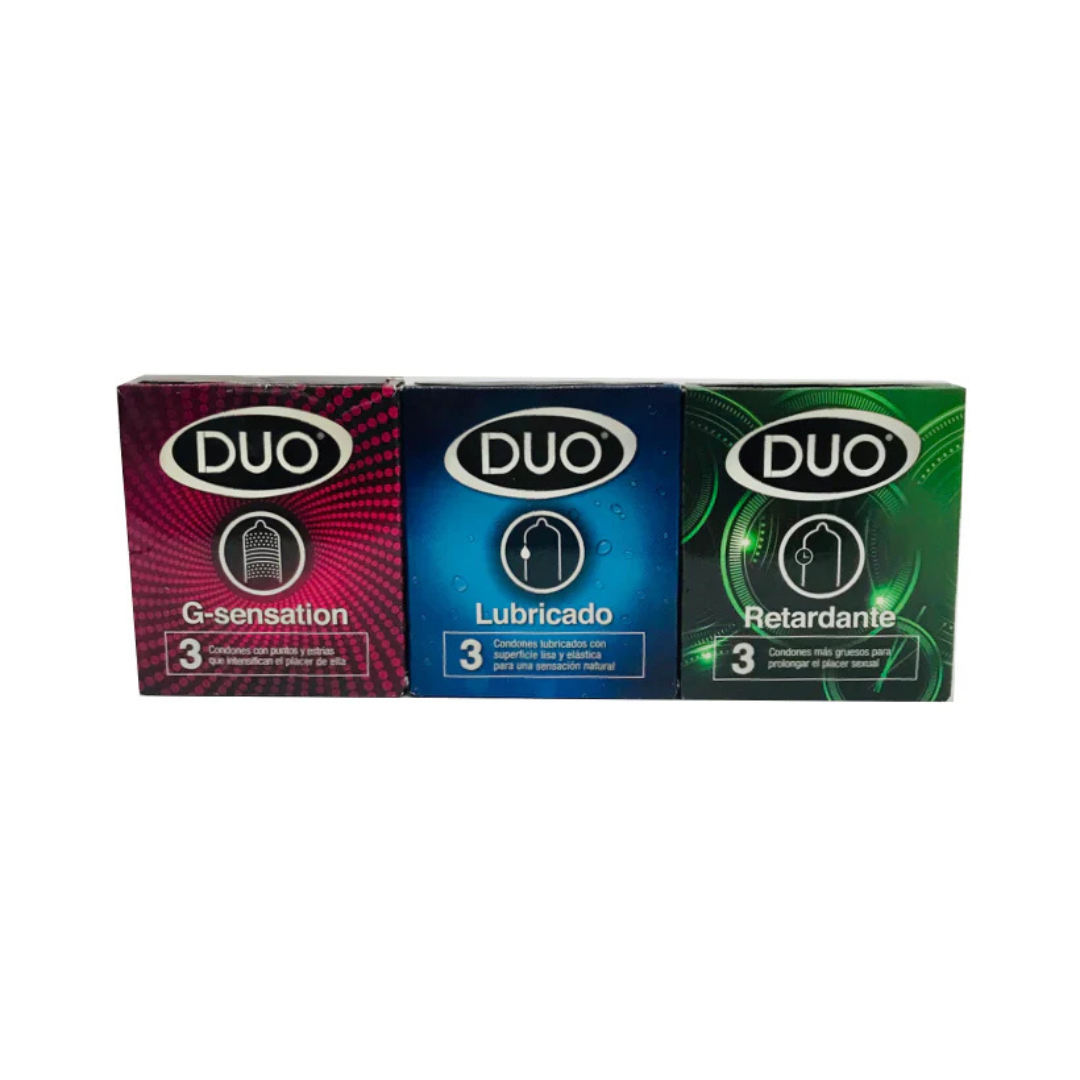 DUO®
G-sensation
3
Condones con puntos y estrías
que intensifican el placer de ella
DUO®
Lubricado
3
Condones lubricados con
superficie lisa y elástica
para una sensación natural
DUO®
Retardante
3
Condones más gruesos para
prolongar el placer sexual